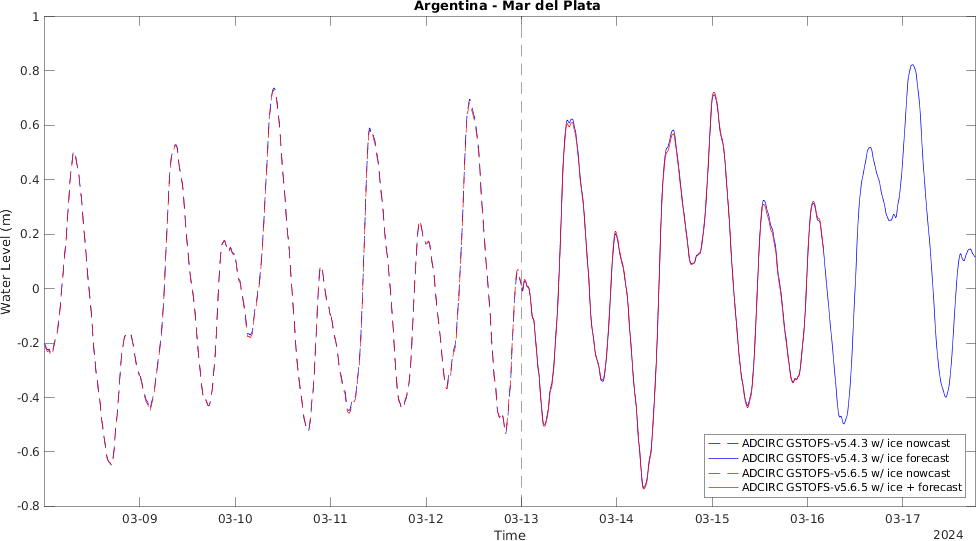 Argentina - Mar del Plata
1
0.8
0.6
0.4
0.2
0
-0.2
-0.4
-0.6
-0.8
Water Level (m)
ADCIRC GSTOFS-v5.4.3 w/ ice nowcast
ADCIRC GSTOFS-v5.4.3 w/ ice forecast
ADCIRC GSTOFS-v5.6.5 w/ ice nowcast
ADCIRC GSTOFS-v5.6.5 w/ ice + forecast
03-09 03-10 03-11 03-12 03-13 03-14 03-15 03-16 03-17
Time
2024